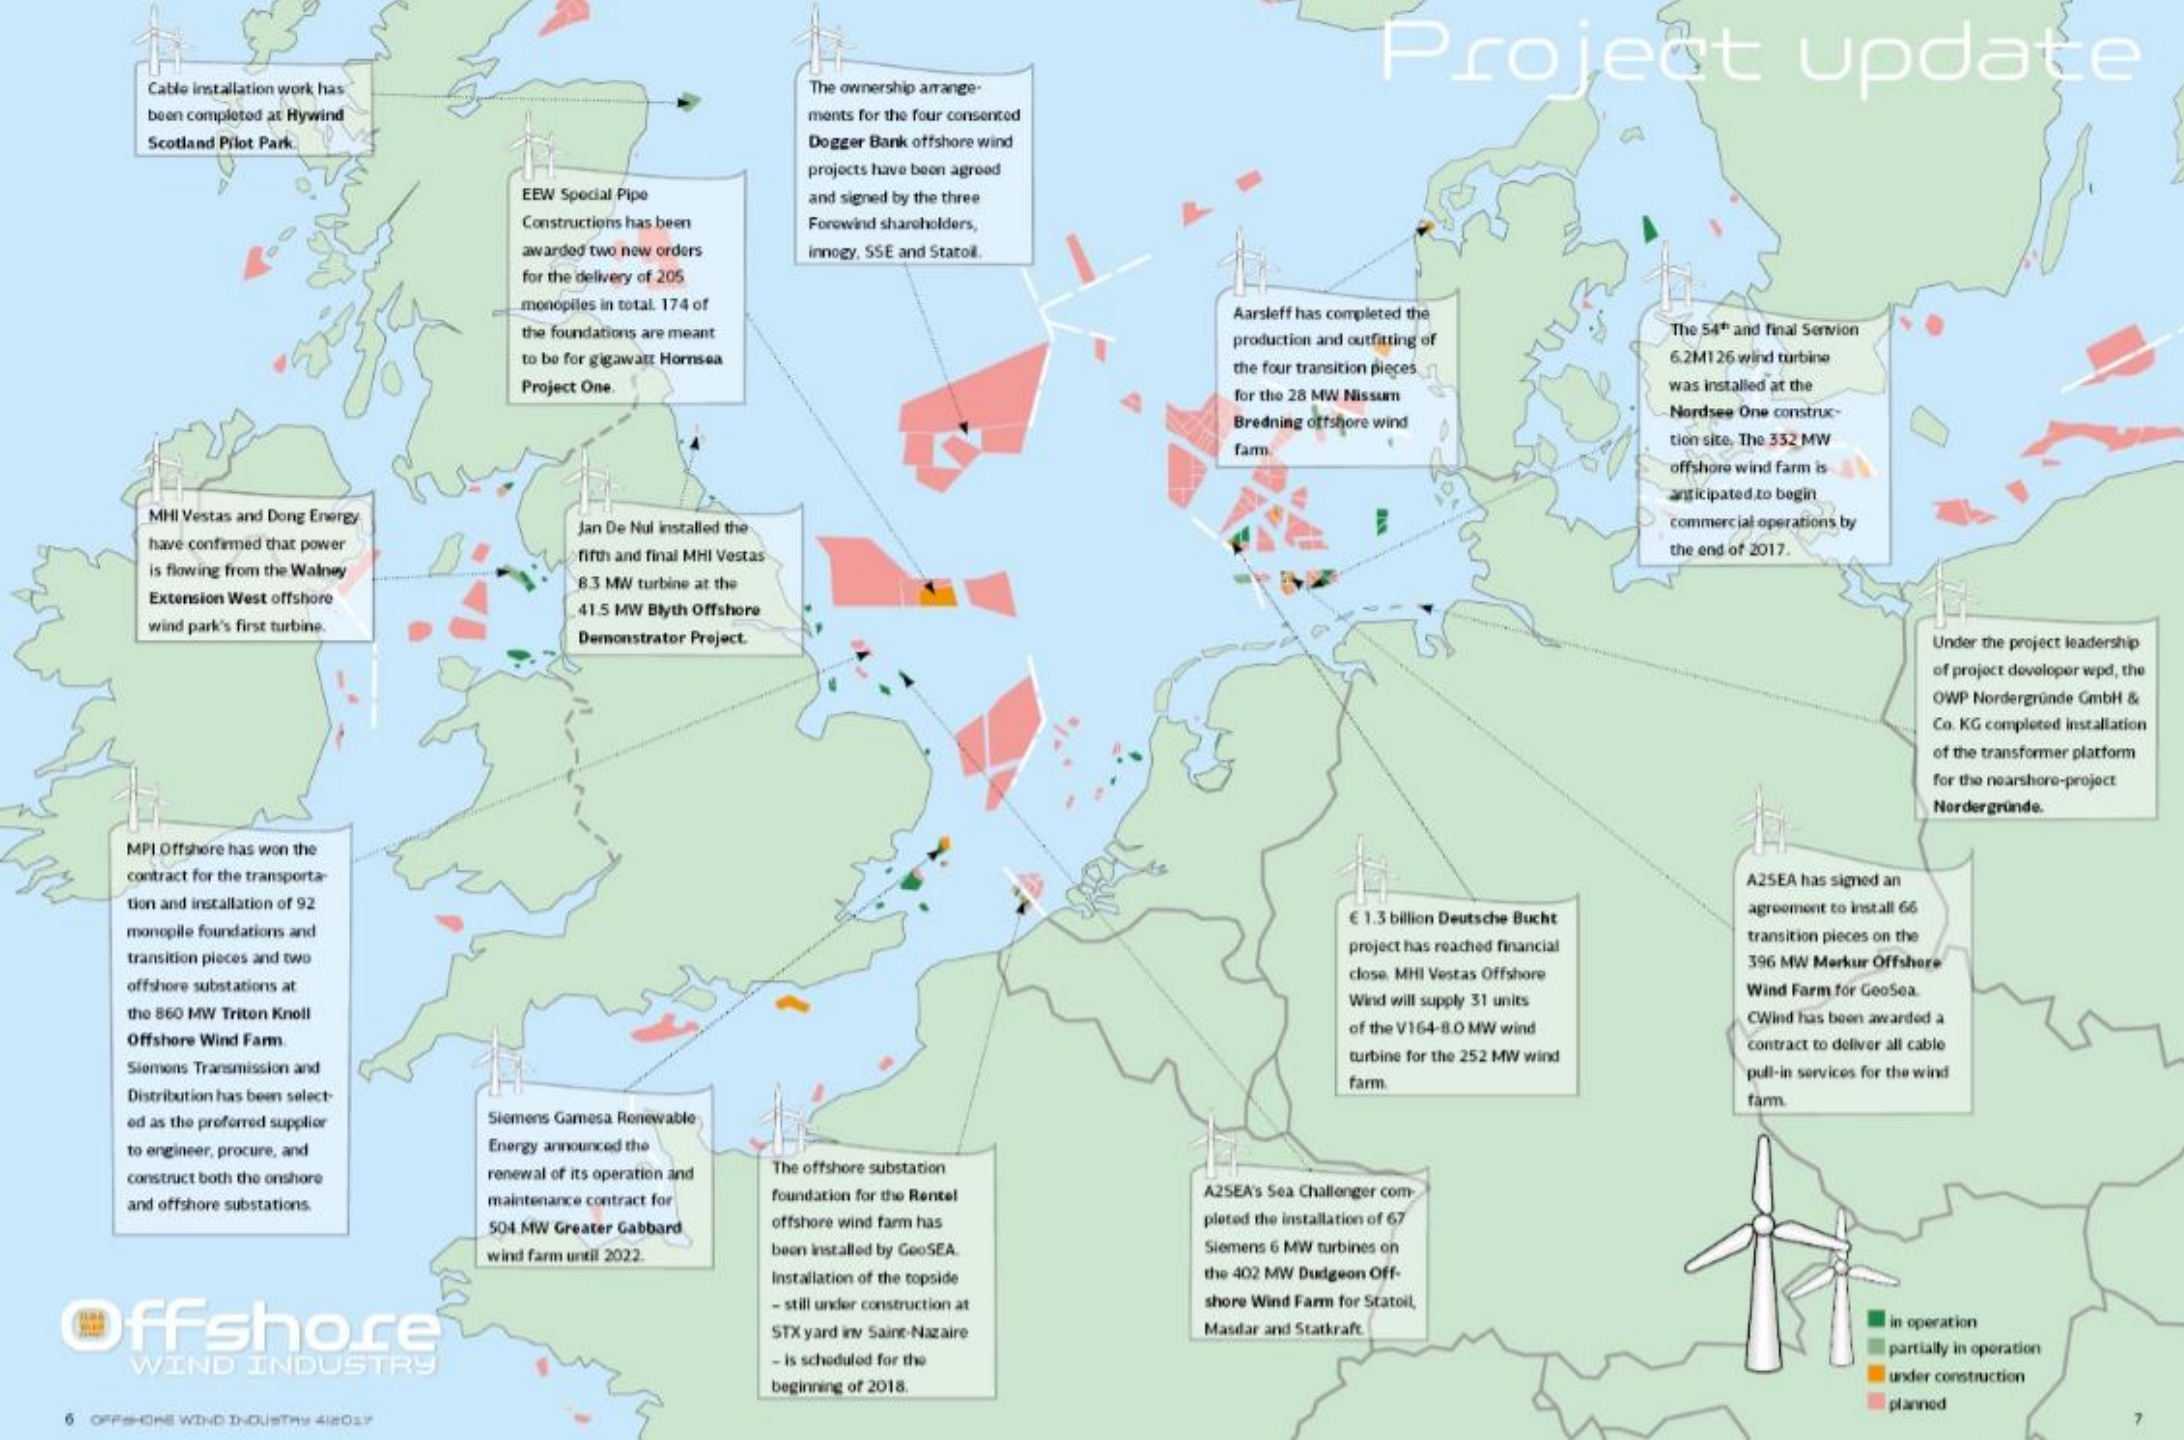 Project update
Cable installation work has
been completed at Hywind
Scotland Pilot Park.
EEW Special Pipe
Constructions has been
awarded two new orders
for the delivery of 205
monopiles in total. 174 of
the foundations are meant
to be for gigawatt Hornsea
Project One.
The ownership arrange-
ments for the four consented
Dogger Bank offshore wind
projects have been agreed
and signed by the three
Forewind shareholders,
innogy, SSE and Statoil.
Aarsleff has completed the
production and outfitting of
the four transition pieces
for the 28 MW Nissum
Bredning offshore wind
farm.
The 54th and final Senvion
6.2M126 wind turbine
was installed at the
Nordsee One construc-
tion site. The 332 MW
offshore wind farm is
anticipated to begin
commercial operations by
the end of 2017.
MHI Vestas and Dong Energy
have confirmed that power
is flowing from the Walney
Extension West offshore
wind park's first turbine.
Jan De Nul installed the
fifth and final MHI Vestas
8.3 MW turbine at the
41.5 MW Blyth Offshore
Demonstrator Project.
Under the project leadership
of project developer wpd, the
OWP Nordergründe GmbH &
Co. KG completed installation
of the transformer platform
for the nearshore-project
Nordergründe.
MPI Offshore has won the
contract for the transporta-
tion and installation of 92
monopile foundations and
transition pieces and two
offshore substations at
the 860 MW Triton Knoll
Offshore Wind Farm.
Siemens Transmission and
Distribution has been select-
ed as the preferred supplier
to engineer, procure, and
construct both the onshore
and offshore substations.
€ 1.3 billion Deutsche Bucht
project has reached financial
close. MHI Vestas Offshore
Wind will supply 31 units
of the V164-8.0 MW wind
turbine for the 252 MW wind
farm.
A2SEA has signed an
agreement to install 66
transition pieces on the
396 MW Merkur Offshore
Wind Farm for GeoSea.
CWind has been awarded a
contract to deliver all cable
pull-in services for the wind
farm.
Siemens Gamesa Renewable
Energy announced the
renewal of its operation and
maintenance contract for
504 MW Greater Gabbard
wind farm until 2022.
The offshore substation
foundation for the Rentel
offshore wind farm has
been installed by GeoSEA.
Installation of the topside
– still under construction at
STX yard inv Saint-Nazaire
– is scheduled for the
beginning of 2018.
A2SEA's Sea Challenger com-
pleted the installation of 67
Siemens 6 MW turbines on
the 402 MW Dudgeon Off-
shore Wind Farm for Statoil,
Masdar and Statkraft.
in operation
partially in operation
under construction
planned
Offshore
WIND INDUSTRY
6 OFFSHORE WIND INDUSTRY 4|2017
7